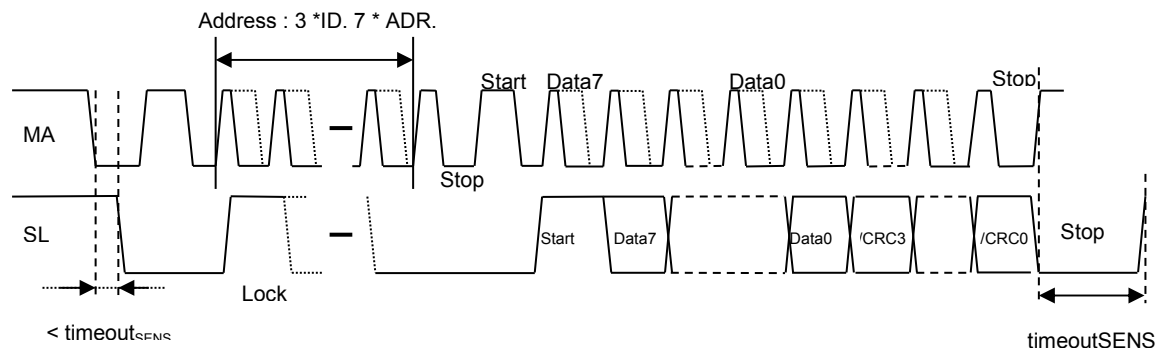 Address : 3 *ID. 7 * ADR.
Start Data7 Data0 Stop
MA
Stop
SL
Start Data7 Data0 /CRC3 /CRC0 Stop
Lock
< timeoutSENS
timeoutSENS